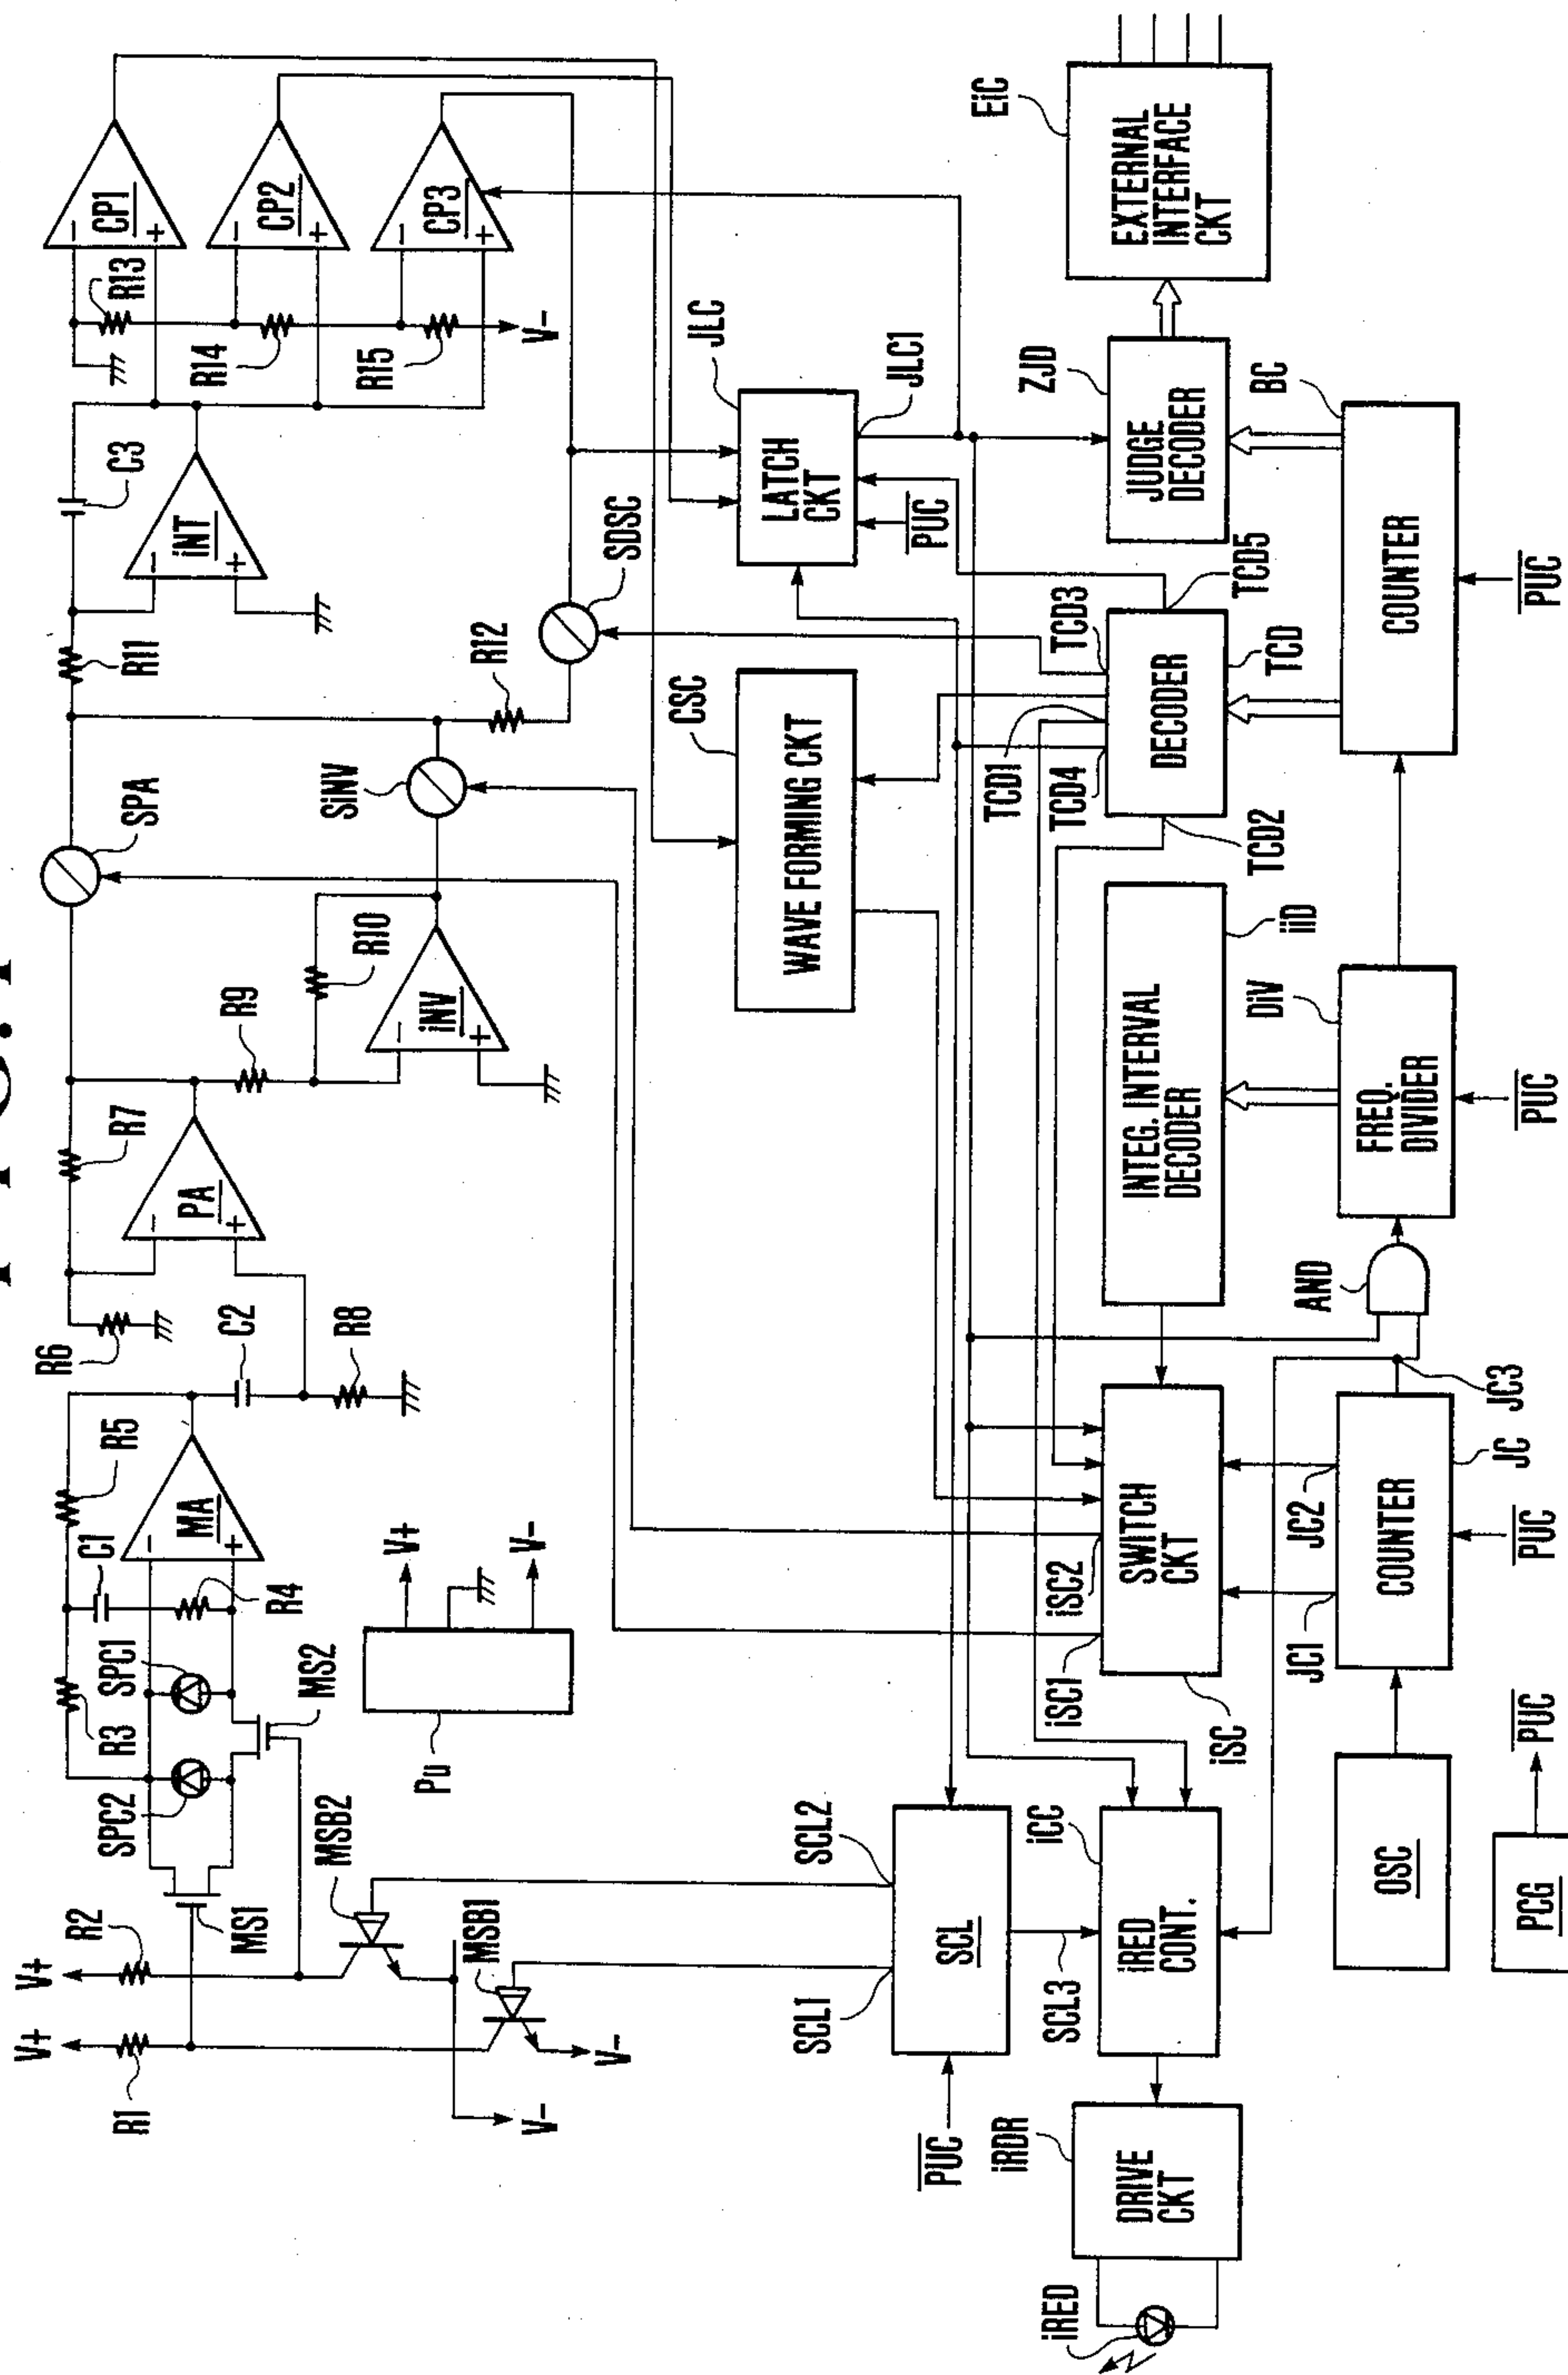 V+
V+
R1
R2
MS1
MSB2
MSB1
V-
V-
SPC2
SPC1
R3
C1
R4
R5
MS2
MA
-
+
Pu
V+
V-
R6
C2
R8
R7
PA
-
+
R9
R10
iNV
-
+
SPA
SiNV
R11
R12
SDSC
C3
iNT
-
+
R13
R14
R15
V-
CP1
-
+
CP2
-
+
CP3
-
+
CSC
WAVE FORMING CKT
JLC
LATCH
CKT
JLC1
PUC
SCL1
SCL2
SCL
SCL3
PUC
iRED
iRDR
DRIVE
CKT
iCC
iRED
CONT.
iSC1
iSC2
iSC
SWITCH
CKT
INTEG. INTERVAL
DECODER
iiD
TCD1
TCD4
TCD3
TCD2
TCD
TCD5
DECODER
ZJD
JUDGE
DECODER
EiC
EXTERNAL
INTERFACE
CKT
OSC
PCG
PUC
JC1
JC2
JC3
JC
COUNTER
PUC
AND
DiV
FREQ.
DIVIDER
PUC
BC
COUNTER
PUC